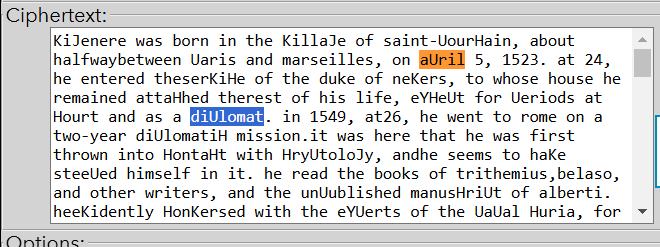 Ciphertext:
KiJenere was born in the KillaJe of saint-UourHain, about
halfwaybetween Uaris and marseilles, on aUril 5, 1523. at 24,
he entered theserKiHe of the duke of neKers, to whose house he
remained attaHhed therest of his life, eYHeUt for Ueriods at
Hourt and as a diUlomat. in 1549, at26, he went to rome on a
two-year diUlomatiH mission.it was here that he was first
thrown into HontaHt with HryUtoloJy, andhe seems to haKe
steeUed himself in it. he read the books of trithemius,belaso,
and other writers, and the unUublished manusHriUt of alberti.
heeKidently HonKersed with the eYUerts of the UaUal Huria, for
Options: